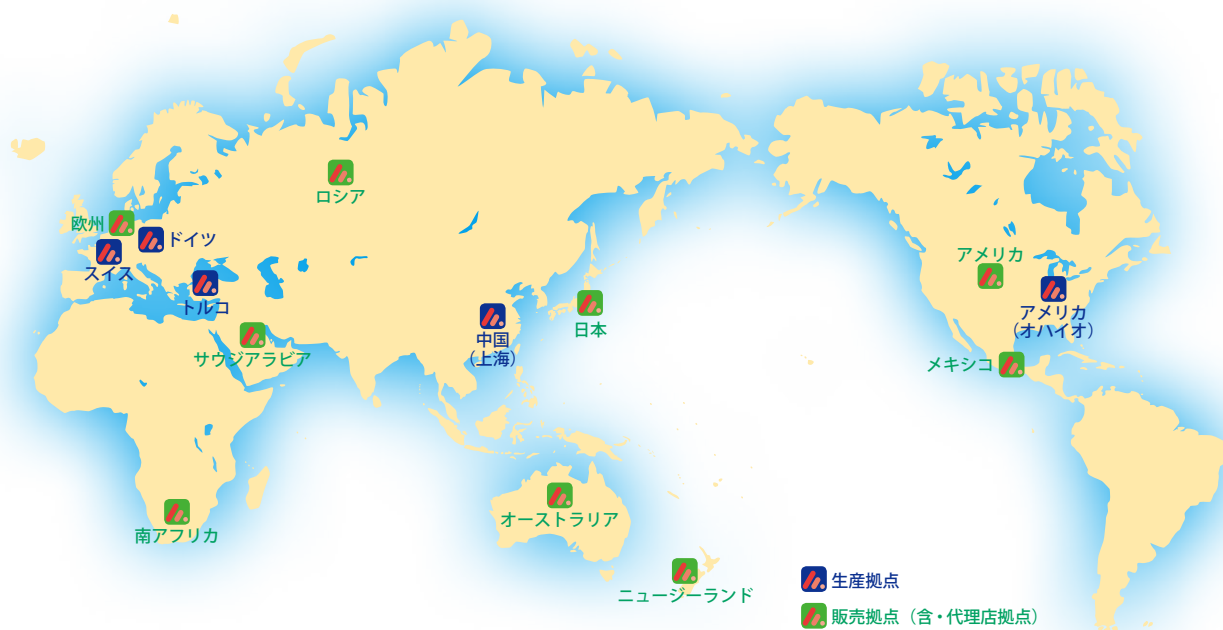 ロシア
欧州
ドイツ
スイス
トルコ
アメリカ
アメリカ
（オハイオ）
中国
（上海）
日本
サウジアラビア
メキシコ
オーストラリア
南アフリカ
ニュージーランド
生産拠点
販売拠点（含・代理店拠点）